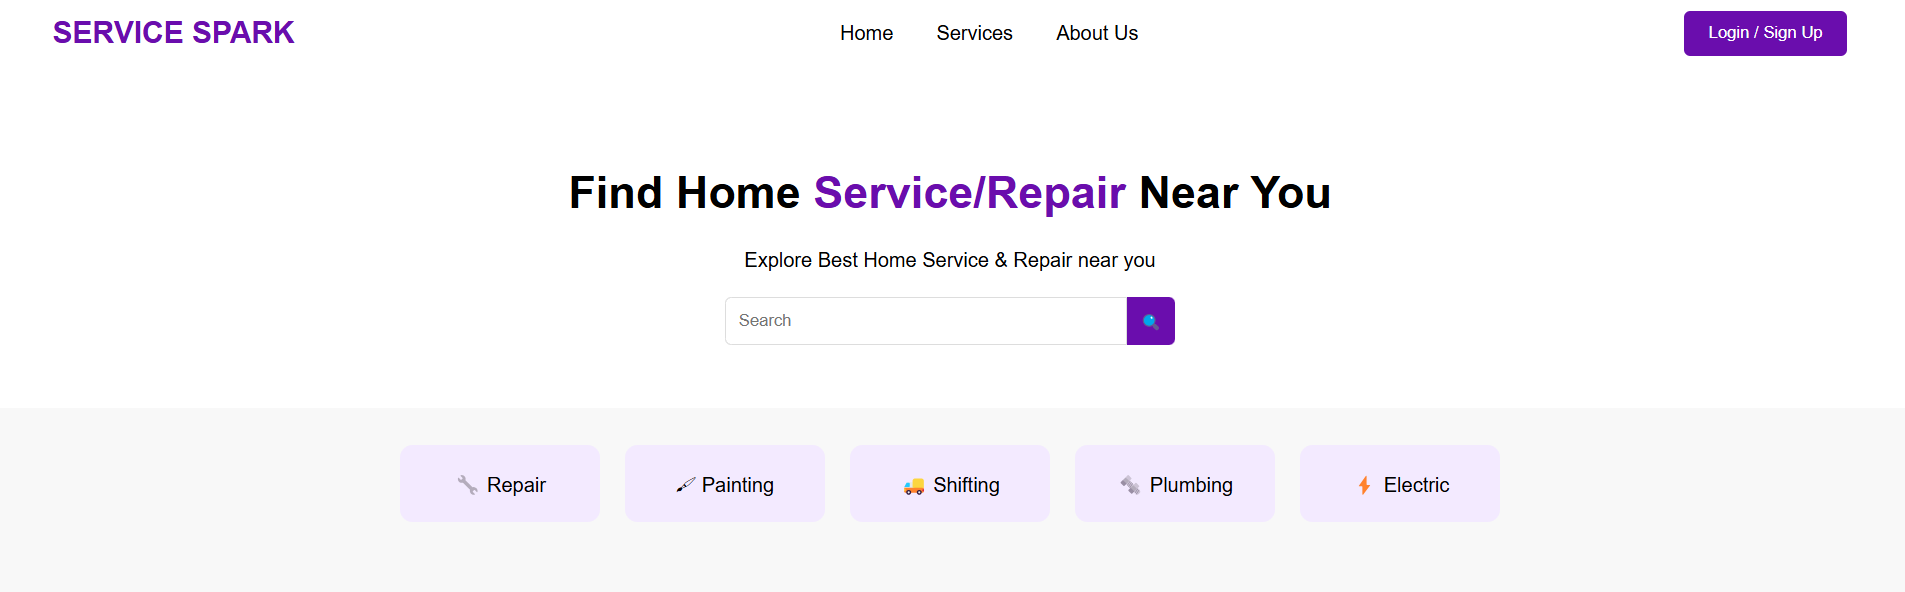 SERVICE SPARK
Home Services About Us
Login / Sign Up
Find Home Service/Repair Near You
Explore Best Home Service & Repair near you
Search
Repair
Painting
Shifting
Plumbing
Electric